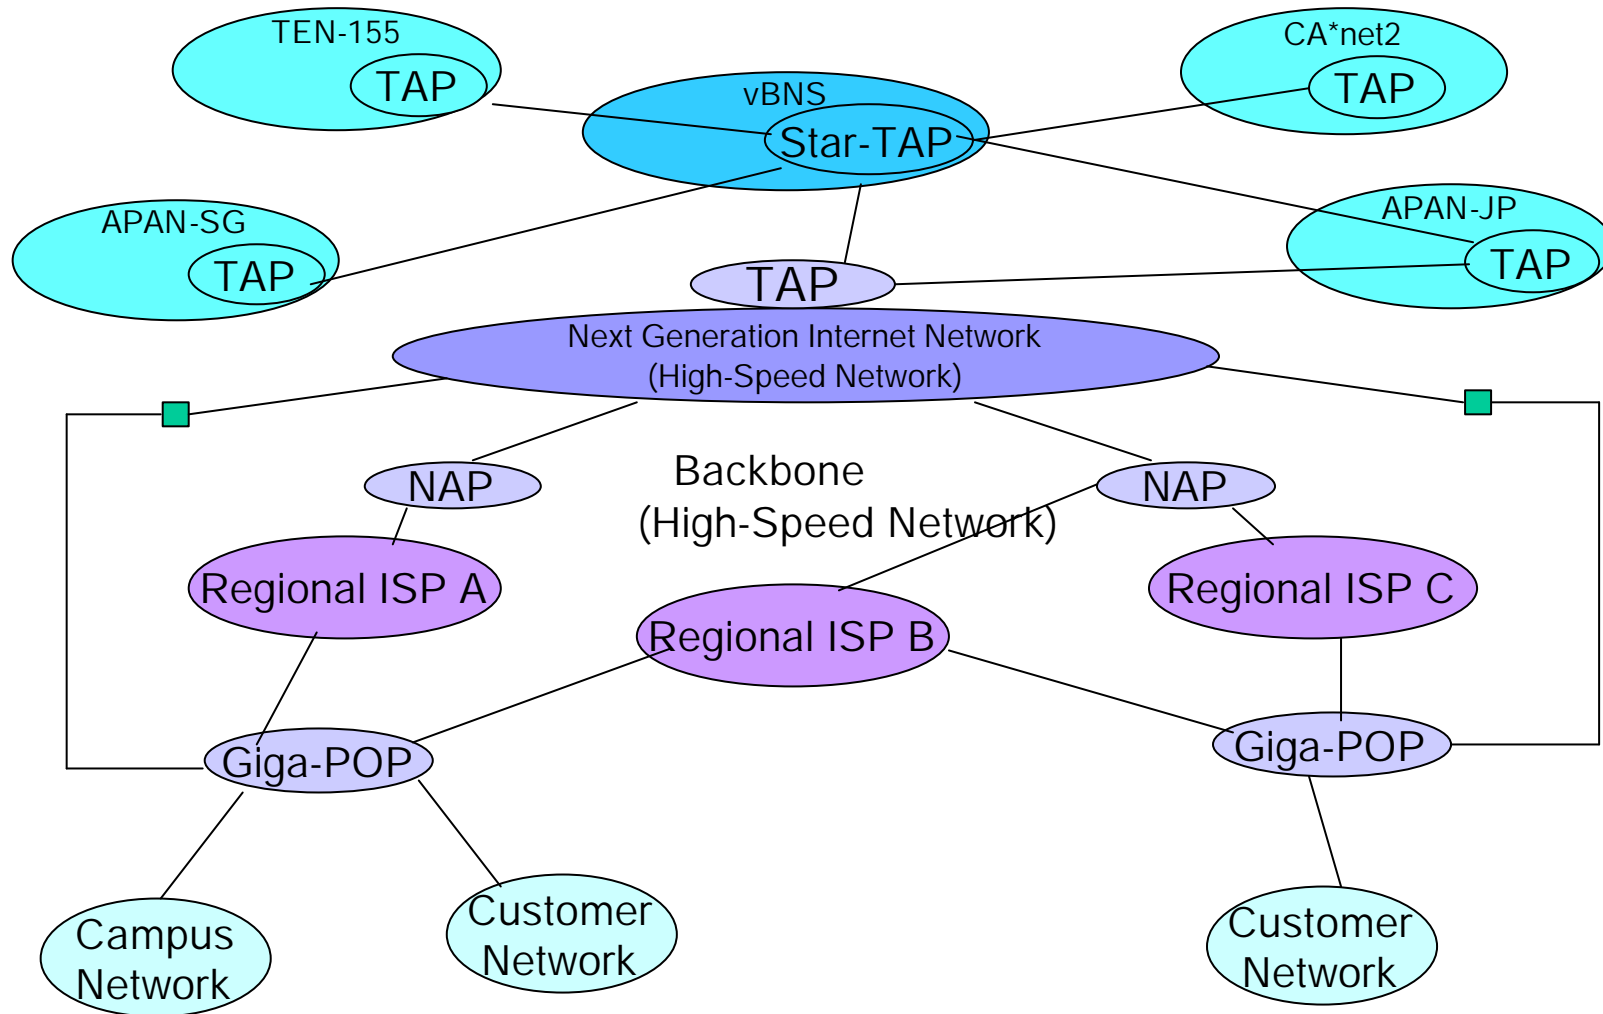 TEN-155
TAP
CA*net2
TAP
vBNS
Star-TAP
APAN-SG
TAP
APAN-JP
TAP
TAP
Next Generation Internet Network
(High-Speed Network)
NAP
Backbone
(High-Speed Network)
NAP
Regional ISP A
Regional ISP B
Regional ISP C
Giga-POP
Giga-POP
Campus
Network
Customer
Network
Customer
Network